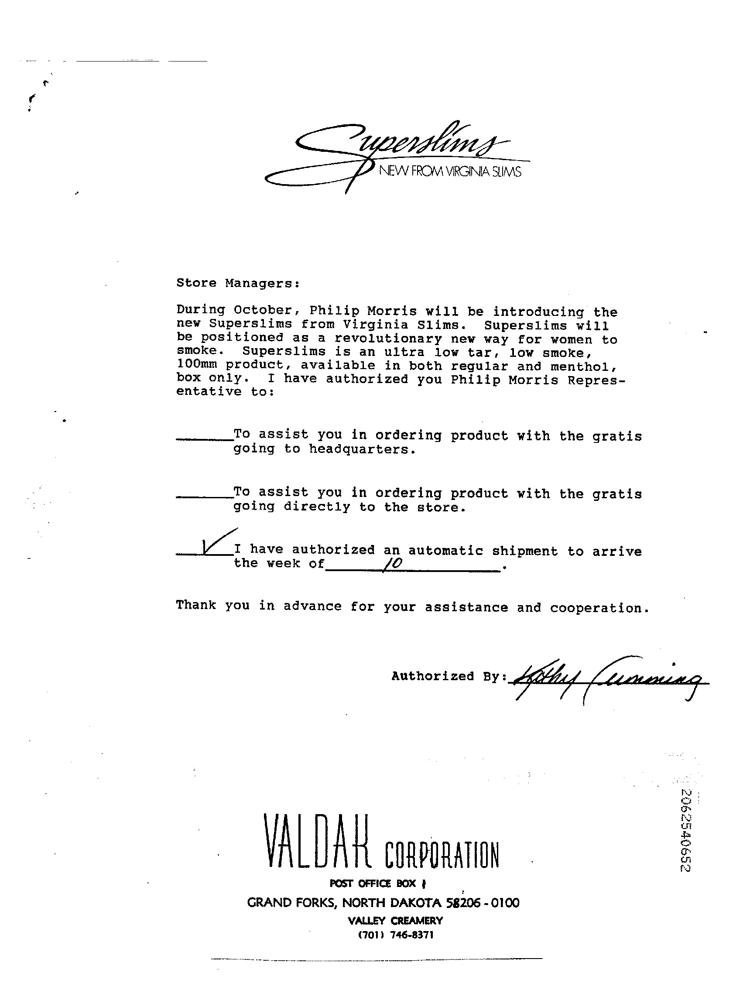 Superslims
NEW FROM VIRGINIA SLIMS
Store Managers:
During October, Philip Morris will be introducing the
new Superslims from Virginia Slims. Superslims will
be positioned as a revolutionary new way for women to
smoke. Superslims is an ultra low tar, low smoke,
100mm product, available in both regular and menthol,
box only. I have authorized you Philip Morris Repres-
entative to:
______To assist you in ordering product with the gratis
going to headquarters.
______To assist you in ordering product with the gratis
going directly to the store.
__✓__I have authorized an automatic shipment to arrive
the week of 10 .
Thank you in advance for your assistance and cooperation.
Authorized By: Kathy Cumming
2062540652
VALDAK CORPORATION
POST OFFICE BOX
GRAND FORKS, NORTH DAKOTA 58206 - 0100
VALLEY CREAMERY
(701) 746-8371